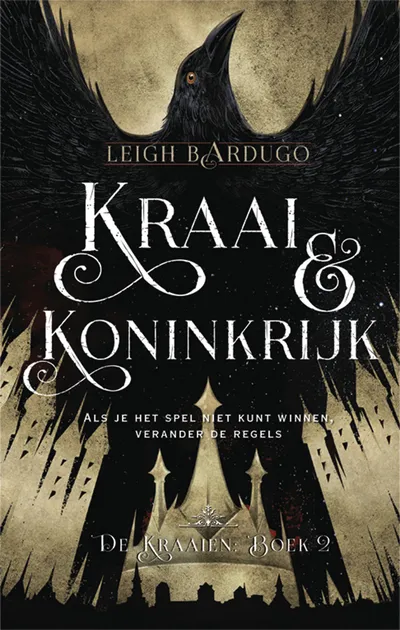 LEIGH BARDUGO
KRAAI
&
KONINKRIJK
ALS JE HET SPEL NIET KUNT WINNEN,
VERANDER DE REGELS
DE KRAAIEN: BOEK 2